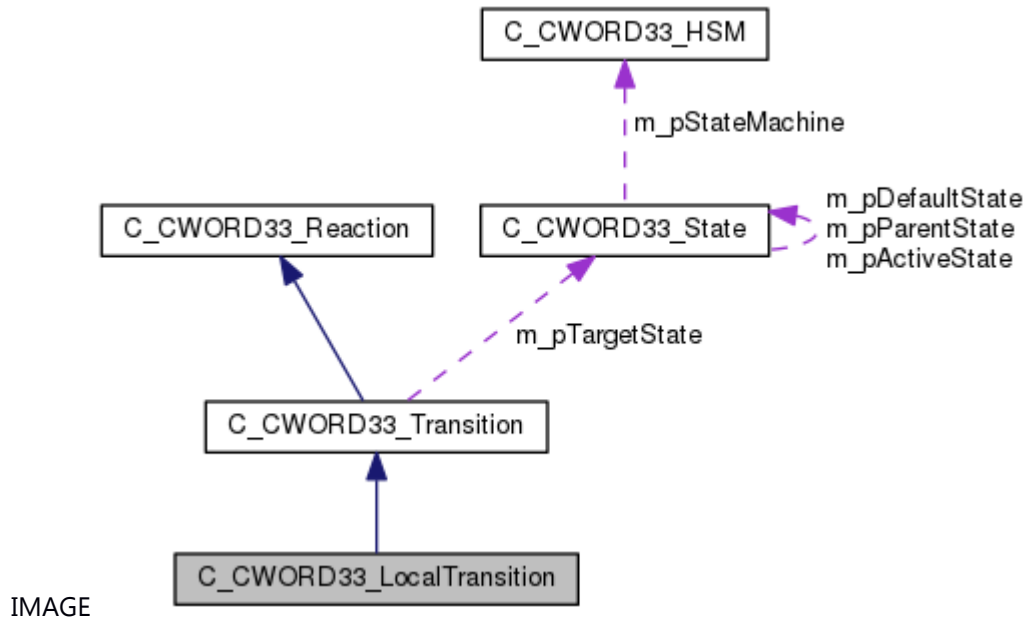 C_CWORD33_HSM
m_pStateMachine
C_CWORD33_Reaction
C_CWORD33_State
m_pDefaultState
m_pParentState
m_pActiveState
m_pTargetState
C_CWORD33_Transition
C_CWORD33_LocalTransition
IMAGE